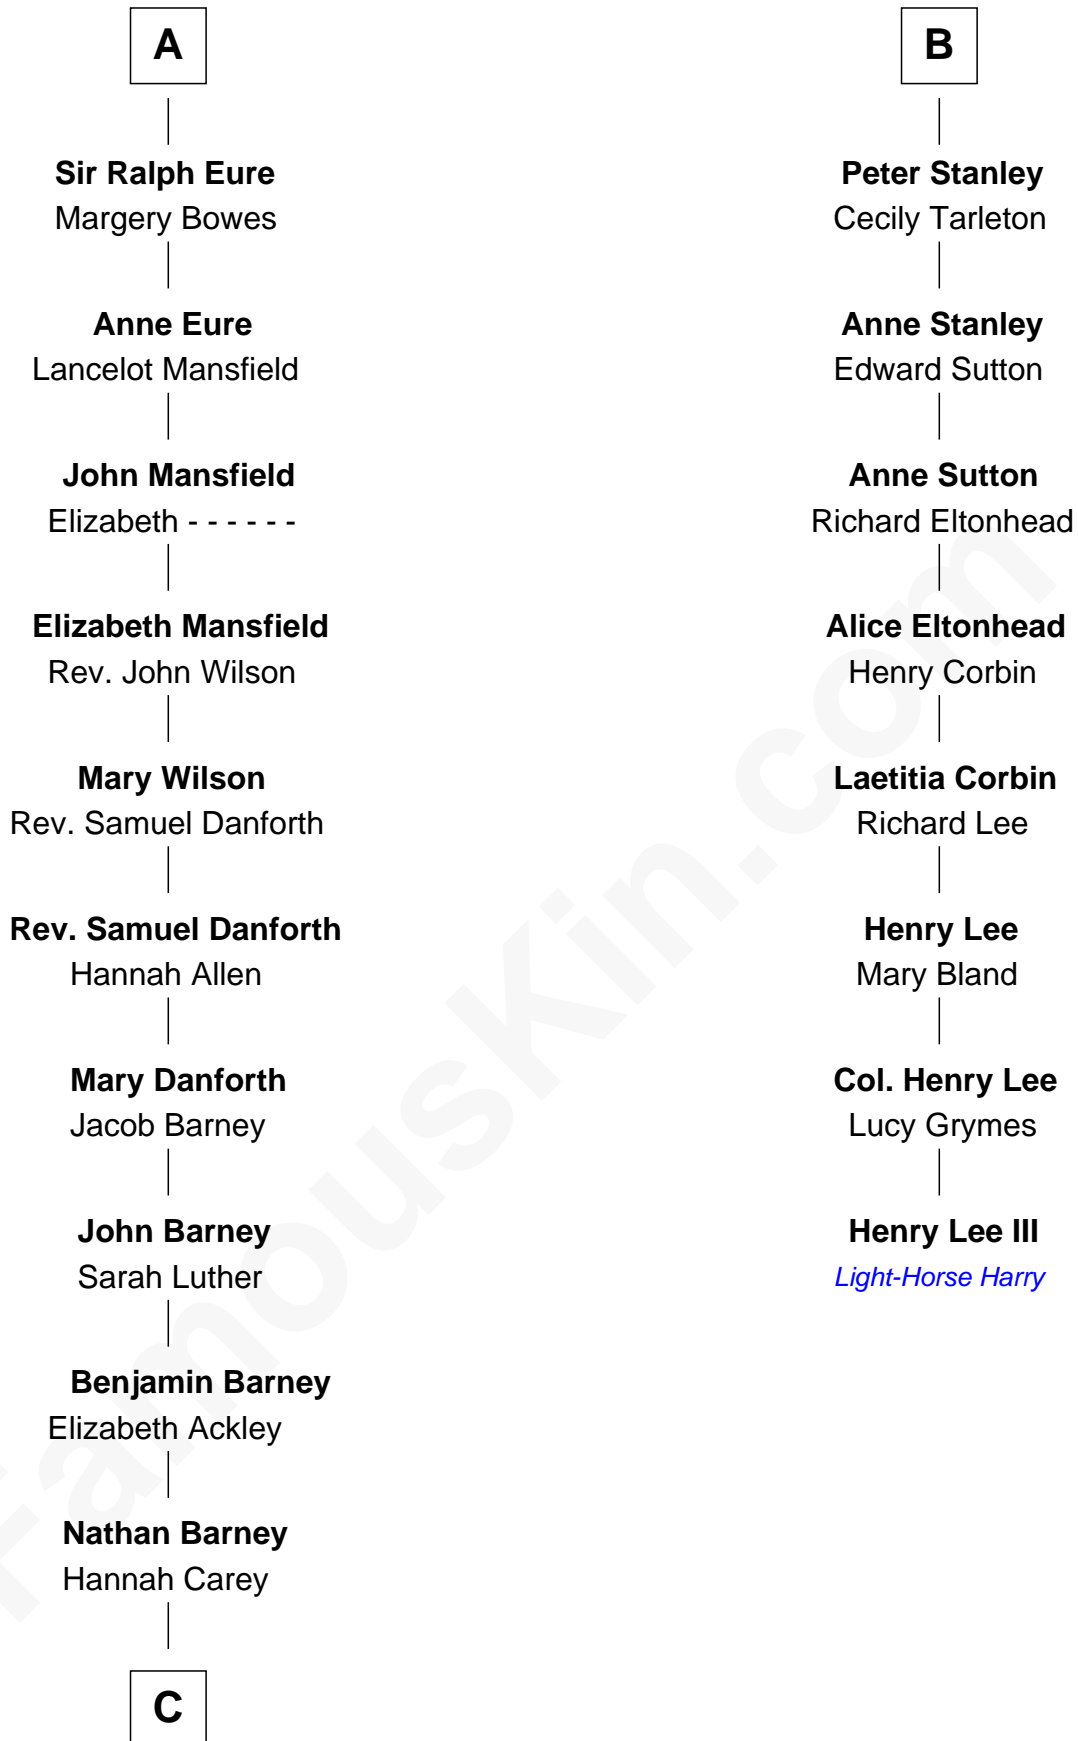 A
Sir Ralph Eure
Margery Bowes
Anne Eure
Lancelot Mansfield
John Mansfield
Elizabeth - - - - - -
Elizabeth Mansfield
Rev. John Wilson
Mary Wilson
Rev. Samuel Danforth
Rev. Samuel Danforth
Hannah Allen
Mary Danforth
Jacob Barney
John Barney
Sarah Luther
Benjamin Barney
Elizabeth Ackley
Nathan Barney
Hannah Carey
C
B
Peter Stanley
Cecily Tarleton
Anne Stanley
Edward Sutton
Anne Sutton
Richard Eltonhead
Alice Eltonhead
Henry Corbin
Laetitia Corbin
Richard Lee
Henry Lee
Mary Bland
Col. Henry Lee
Lucy Grymes
Henry Lee III
Light-Horse Harry
FamousKin.com